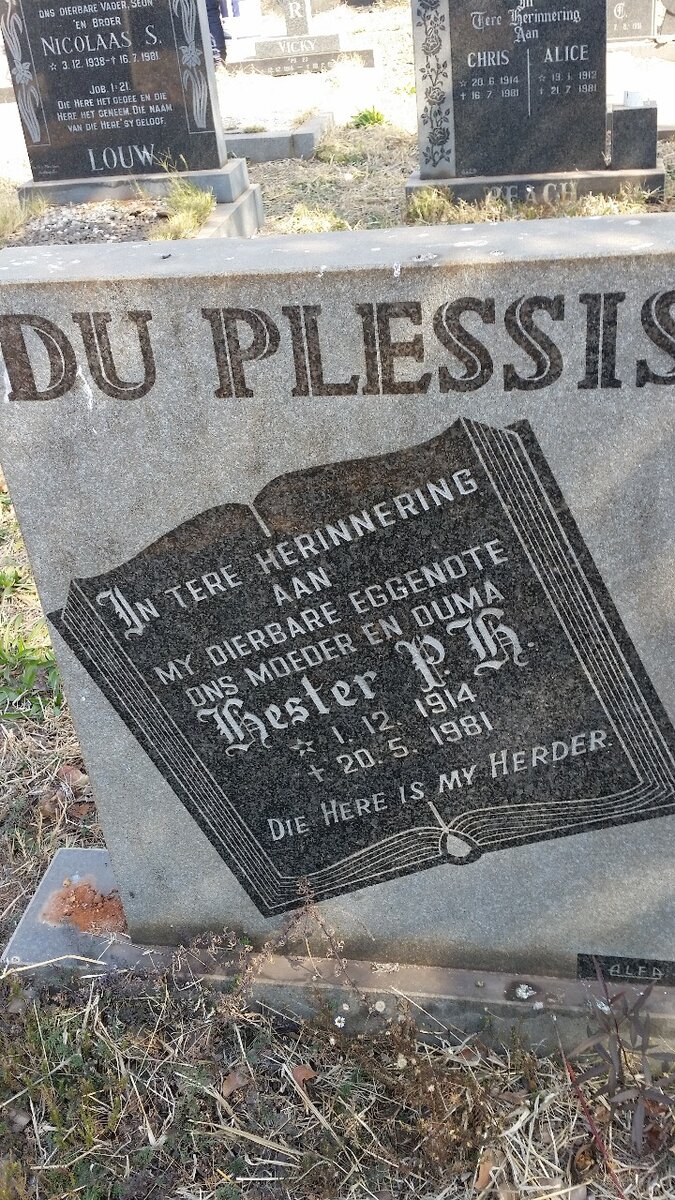 ONS DIERBARE VADER, SEUN
EN BROER
NICOLAAS S.
☆ 3.12.1938 - ✝ 16.7.1981
JOB. 1:21.
DIE HERE HET GEGEE EN DIE
HERE HET GENEEM, DIE NAAM
VAN DIE HERE SY GELOOF.
LOUW
R
VICKY
In
Tere Herinnering
Aan
CHRIS
☆ 20.6.1914
✝ 16.7.1981
ALICE
☆ 19.1.1912
✝ 21.7.1981
PEACH
DU PLESSIS
IN TERE HERINNERING
AAN
MY DIERBARE EGGENOTE
ONS MOEDER EN OUMA
Hester P.H.
☆ 1. 12. 1914
✝ 20. 5. 1981
DIE HERE IS MY HERDER.
ALFA